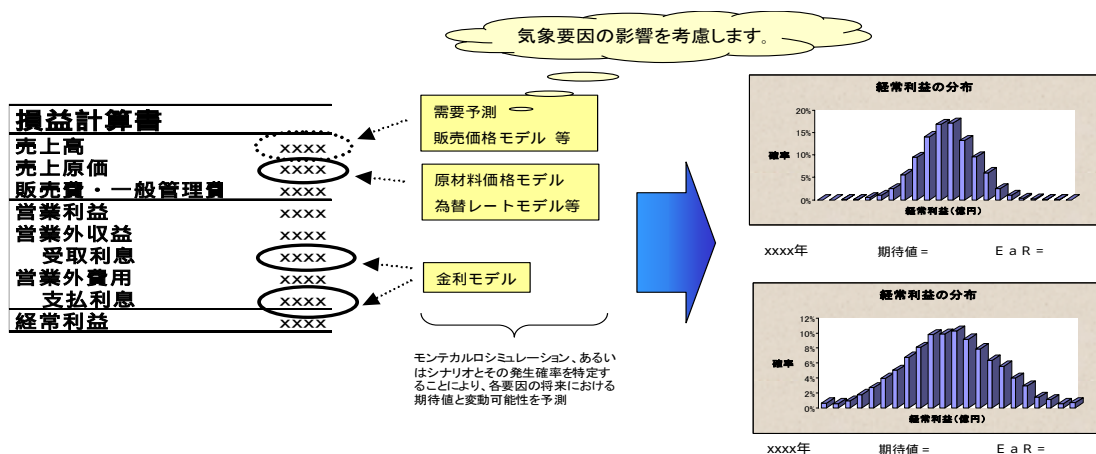 気象要因の影響を考慮します。
損益計算書
売上高 xxxx
売上原価 xxxx
販売費・一般管理費 xxxx
営業利益 xxxx
営業外収益 xxxx
受取利息 xxxx
営業外費用 xxxx
支払利息 xxxx
経常利益 xxxx
需要予測
販売価格モデル 等
原材料価格モデル
為替レートモデル等
金利モデル
モンテカルロシミュレーション、あるい
はシナリオとその発生確率を特定す
ることにより、各要因の将来における
期待値と変動可能性を予測
経常利益の分布
20%
15%
10%
5%
0%
確率
経常利益(億円)
xxxx年 期待値= EaR=
経常利益の分布
12%
10%
8%
6%
4%
2%
0%
確率
経常利益(億円)
xxxx年 期待値= EaR=